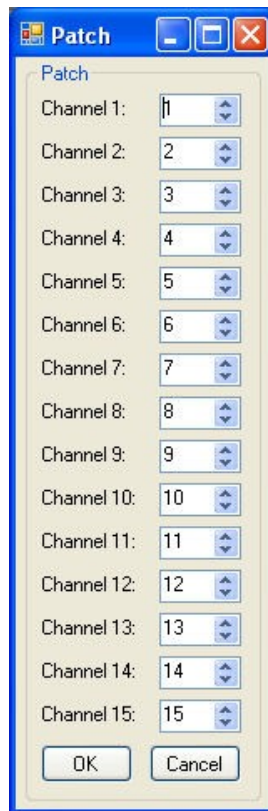 Patch
Patch
Channel 1: 1
Channel 2: 2
Channel 3: 3
Channel 4: 4
Channel 5: 5
Channel 6: 6
Channel 7: 7
Channel 8: 8
Channel 9: 9
Channel 10: 10
Channel 11: 11
Channel 12: 12
Channel 13: 13
Channel 14: 14
Channel 15: 15
OK Cancel